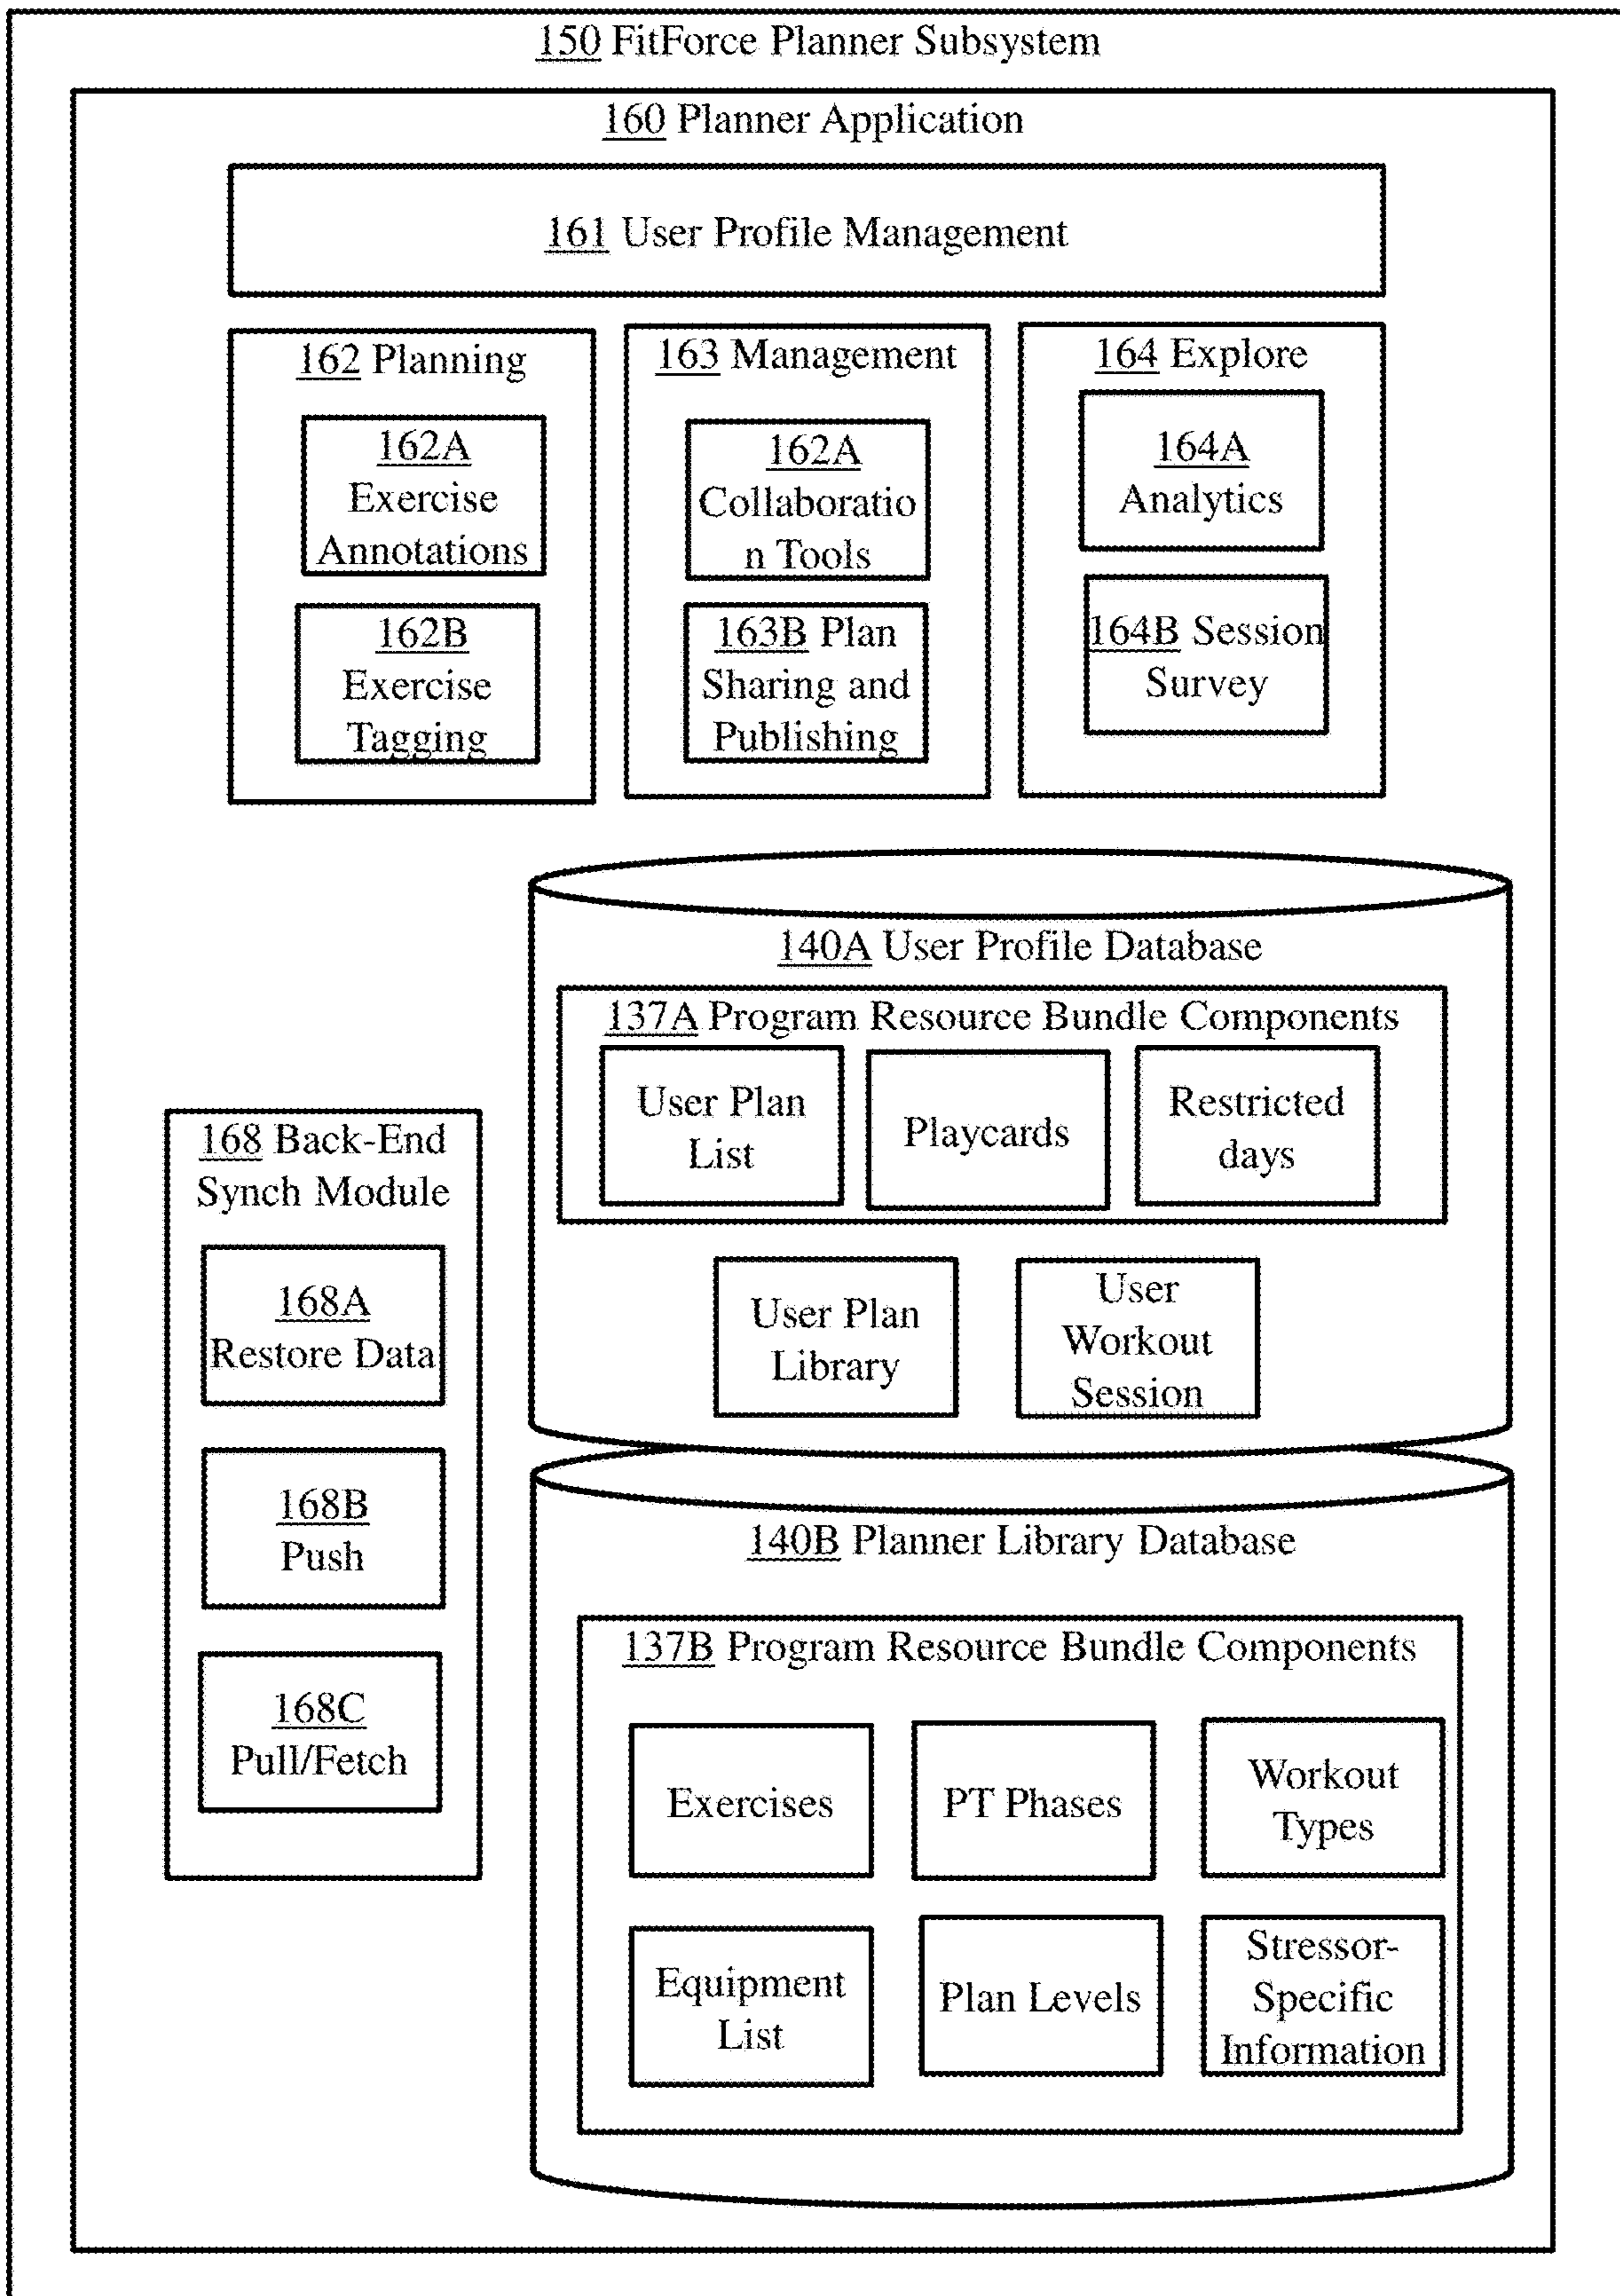 150 FitForce Planner Subsystem
160 Planner Application
161 User Profile Management
162 Planning
162A
Exercise
Annotations
162B
Exercise
Tagging
163 Management
162A
Collaboratio
n Tools
163B Plan
Sharing and
Publishing
164 Explore
164A
Analytics
164B Session
Survey
140A User Profile Database
137A Program Resource Bundle Components
User Plan
List
Playcards
Restricted
days
User Plan
Library
User
Workout
Session
168 Back-End
Synch Module
168A
Restore Data
168B
Push
168C
Pull/Fetch
140B Planner Library Database
137B Program Resource Bundle Components
Exercises
PT Phases
Workout
Types
Equipment
List
Plan Levels
Stressor-
Specific
Information